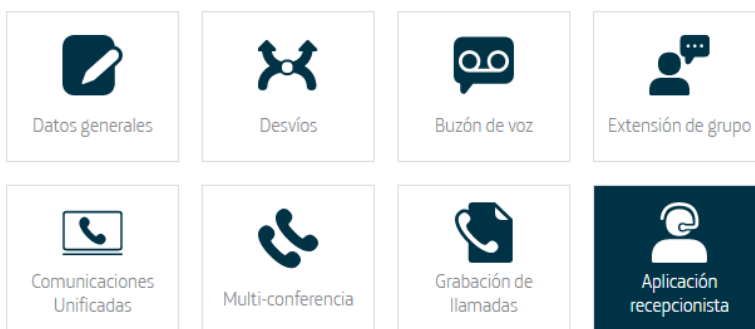 Datos generales
Desvíos
Buzón de voz
Extensión de grupo
Comunicaciones
Unificadas
Multi-conferencia
Grabación de
llamadas
Aplicación
recepcionista